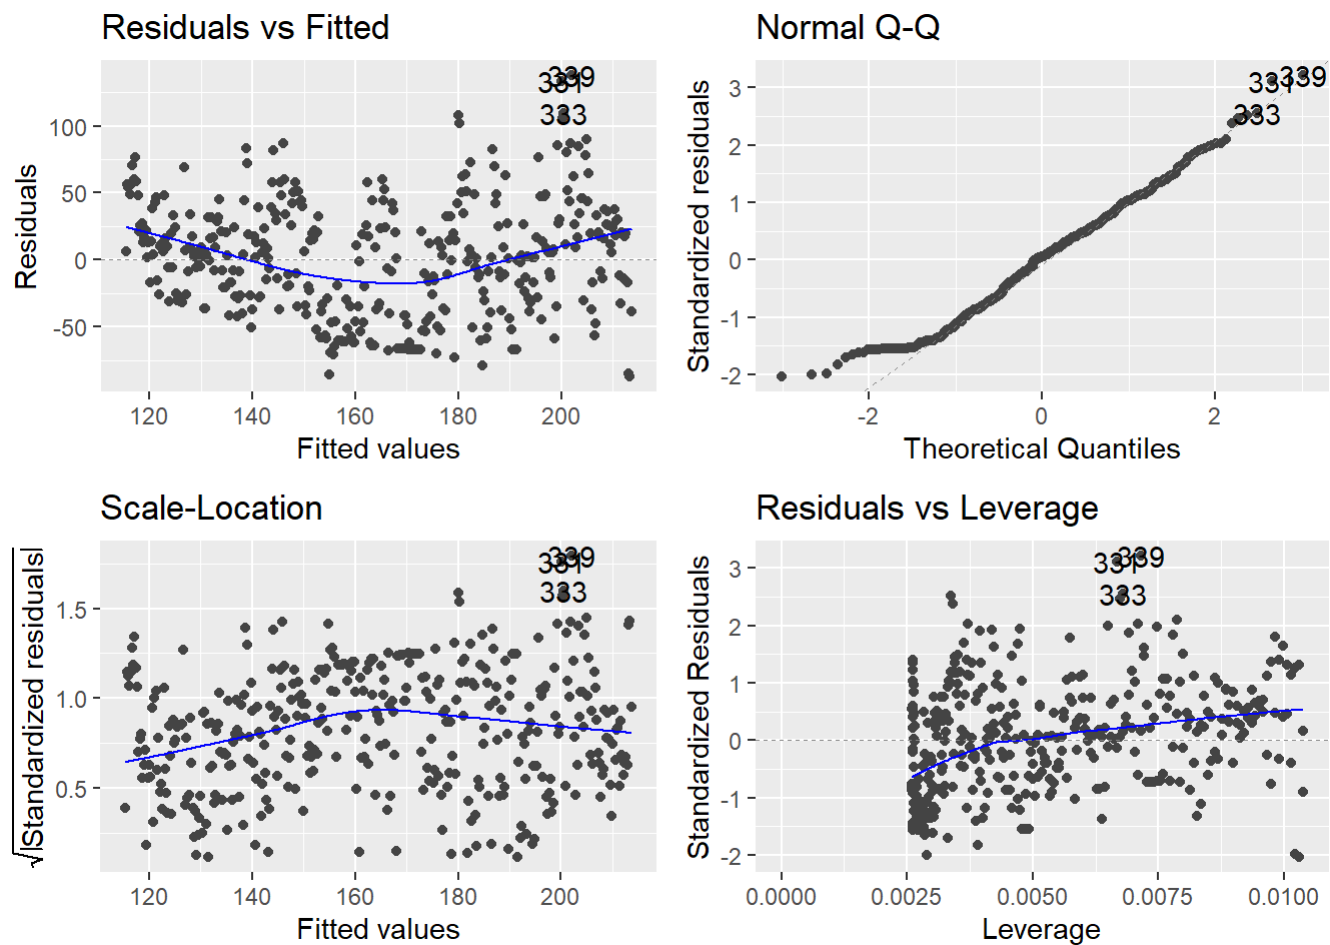 Residuals vs Fitted
Residuals
100
50
0
-50
339
331
333
120 140 160 180 200
Fitted values
Normal Q-Q
Standardized residuals
3
2
1
0
-1
-2
331 339
333
-2 0 2
Theoretical Quantiles
Scale-Location
√|Standardized residuals|
1.5
1.0
0.5
339
331
333
120 140 160 180 200
Fitted values
Residuals vs Leverage
Standardized Residuals
3
2
1
0
-1
-2
331 339
333
0.0000 0.0025 0.0050 0.0075 0.0100
Leverage